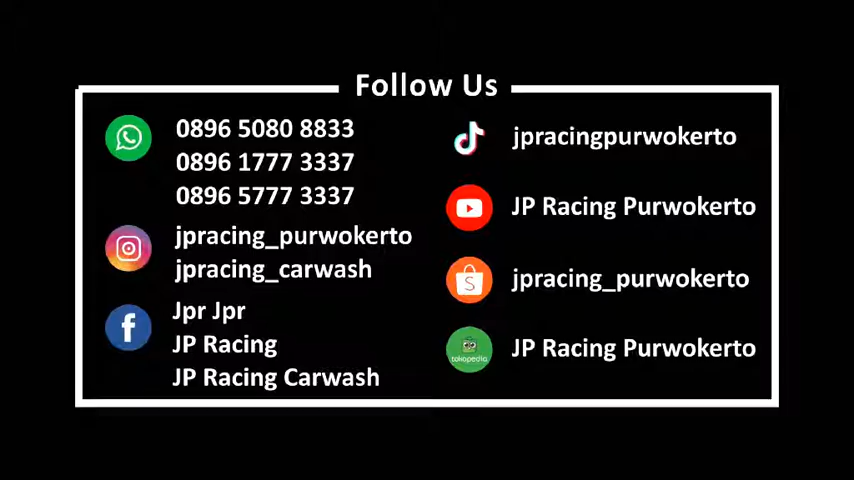 Follow Us
0896 5080 8833
0896 1777 3337
0896 5777 3337
jpracing_purwokerto
jpracing_carwash
Jpr Jpr
JP Racing
JP Racing Carwash
jpracingpurwokerto
JP Racing Purwokerto
jpracing_purwokerto
tokopedia
JP Racing Purwokerto